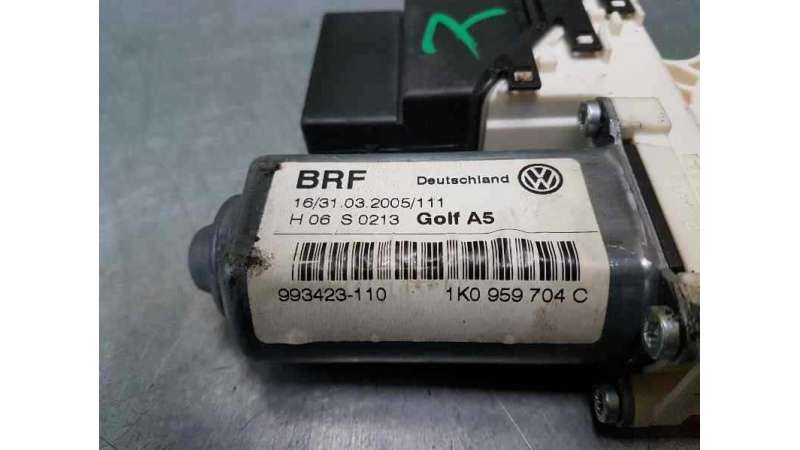 BRF Deutschland
16/31.03.2005/111
H 06 S 0213 Golf A5
993423-110 1K0 959 704 C